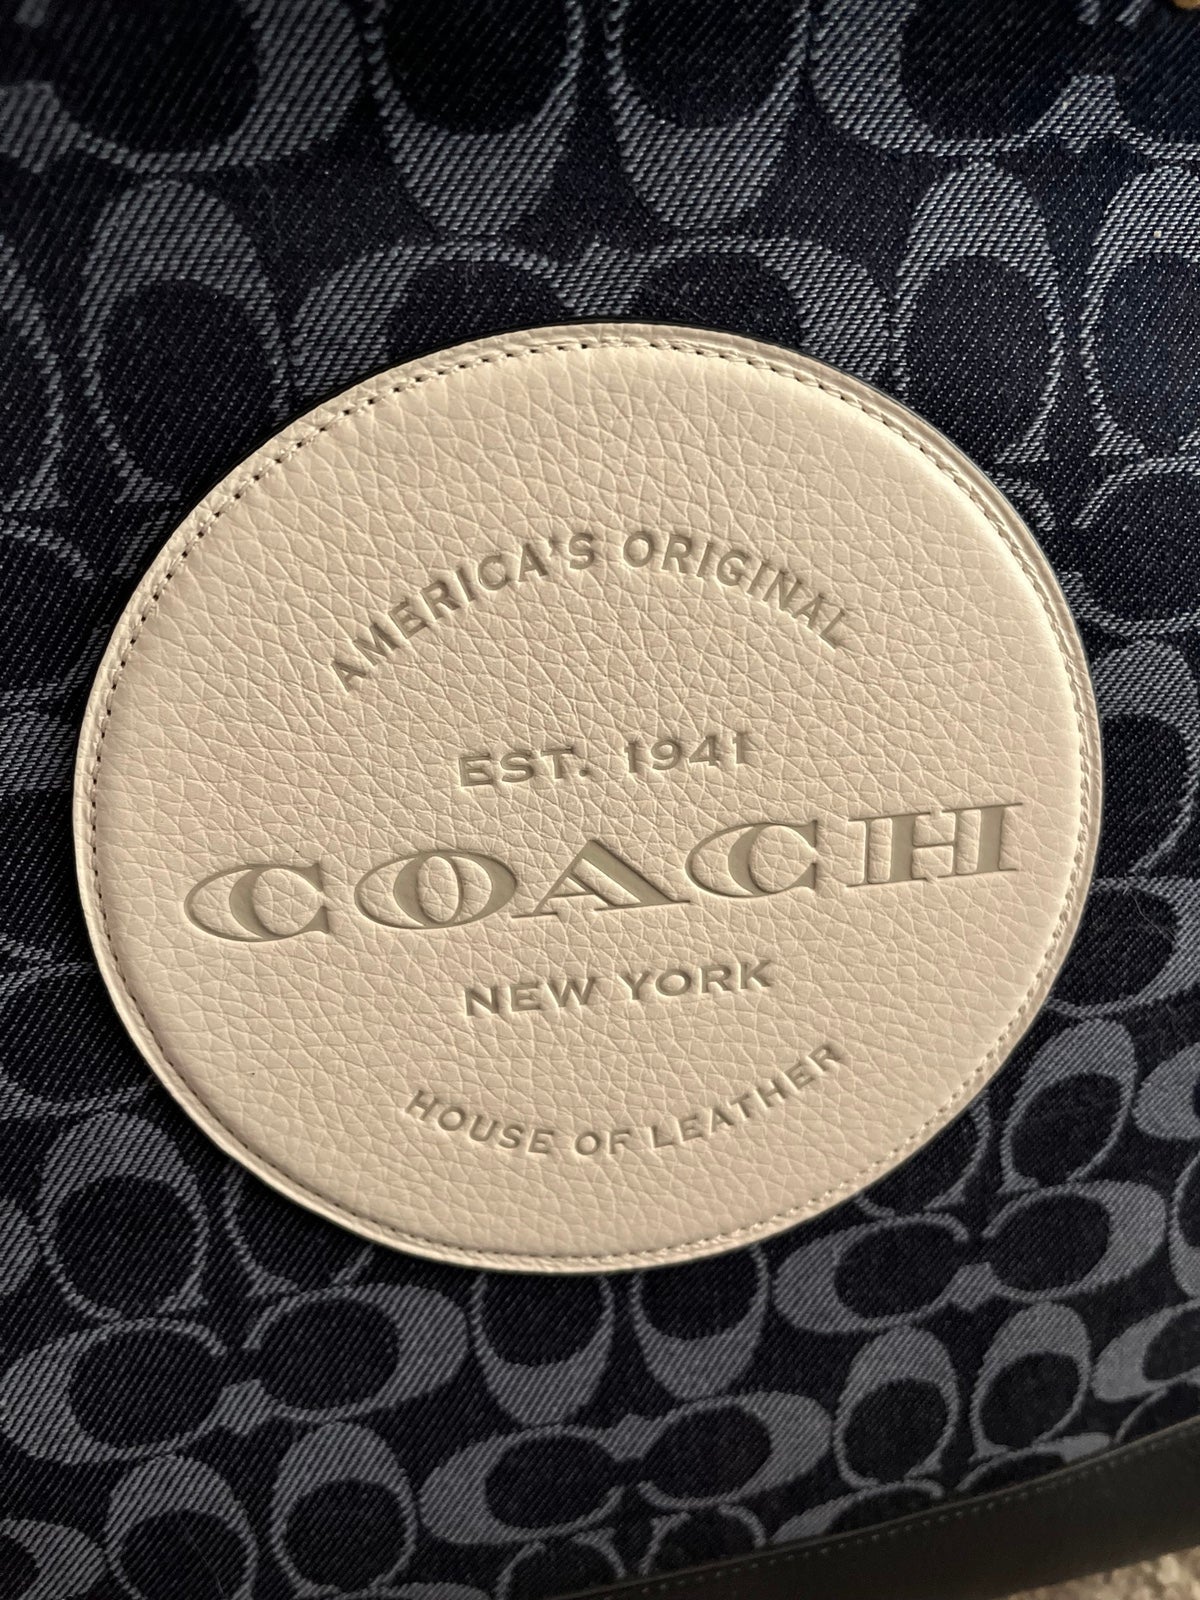 AMERICA'S ORIGINAL
EST. 1941
COACH
NEW YORK
HOUSE OF LEATHER